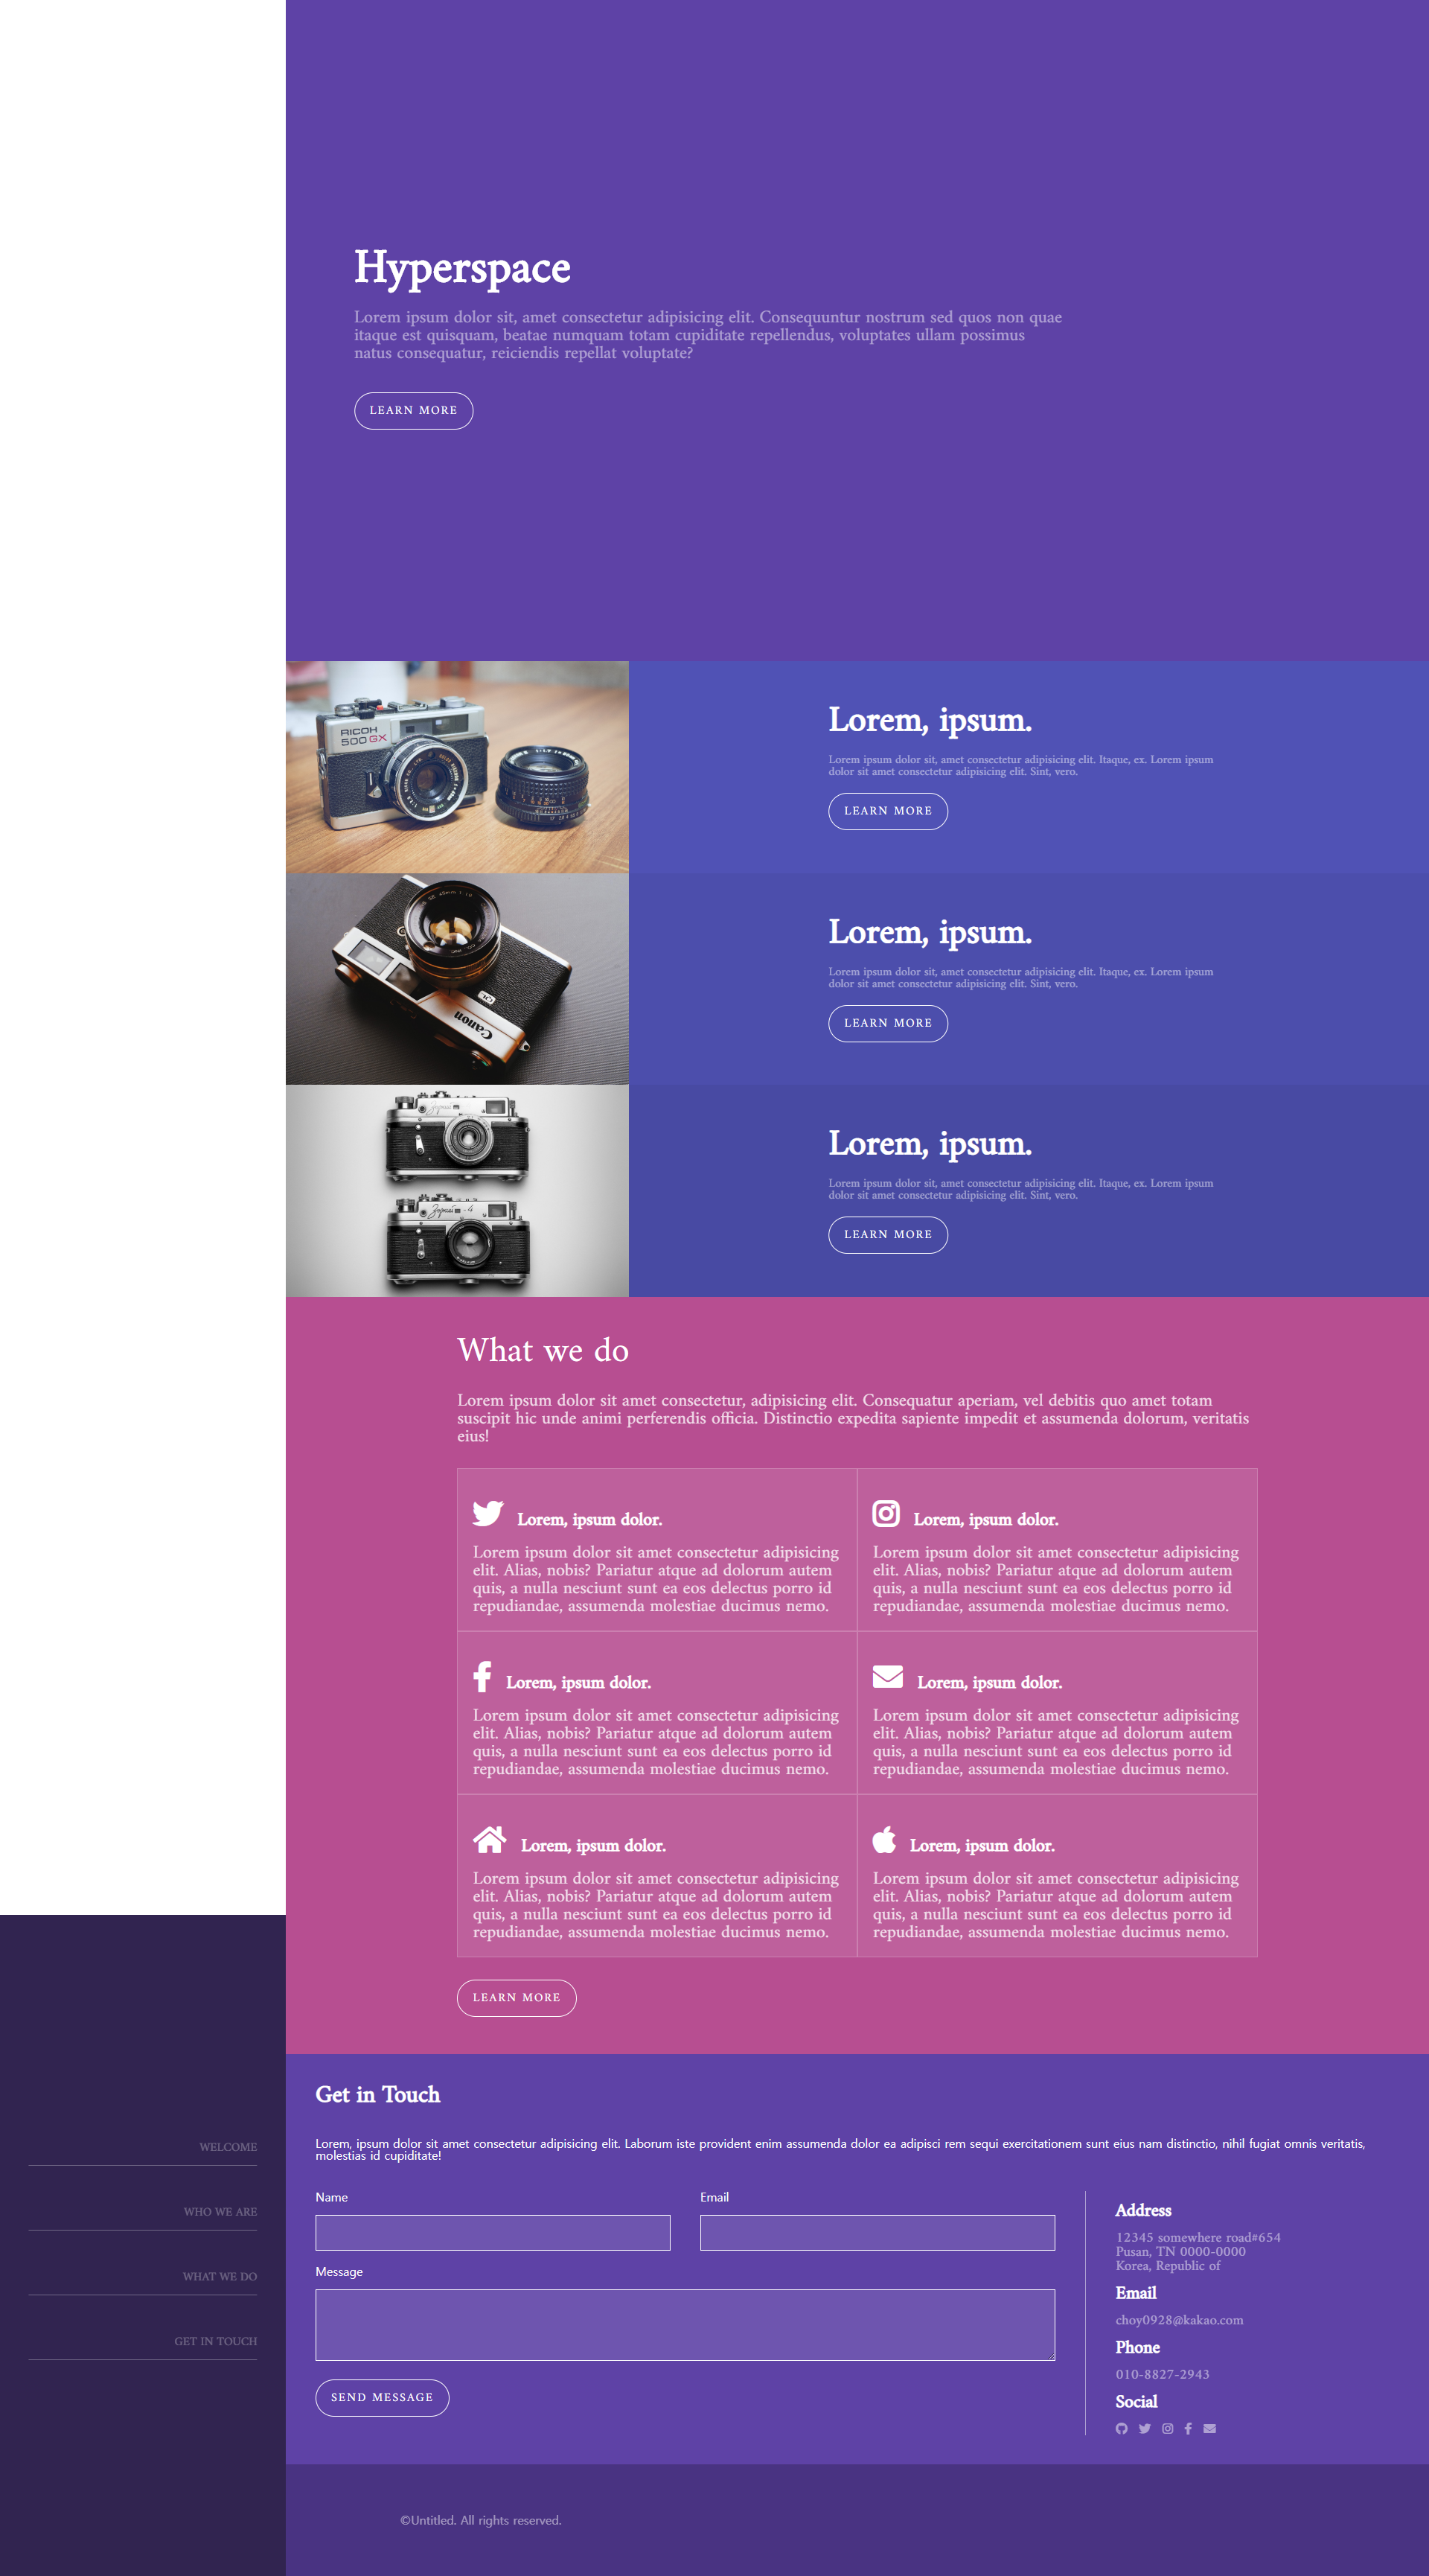 Hyperspace
Lorem ipsum dolor sit, amet consectetur adipisicing elit. Consequuntur nostrum sed quos non quae
itaque est quisquam, beatae numquam totam cupiditate repellendus, voluptates ullam possimus
natus consequatur, reiciendis repellat voluptate?
LEARN MORE
RICOH
500 GX
Lorem, ipsum.
Lorem ipsum dolor sit, amet consectetur adipisicing elit. Itaque, ex. Lorem ipsum
dolor sit amet consectetur adipisicing elit. Sint, vero.
LEARN MORE
Canon
Lorem, ipsum.
Lorem ipsum dolor sit, amet consectetur adipisicing elit. Itaque, ex. Lorem ipsum
dolor sit amet consectetur adipisicing elit. Sint, vero.
LEARN MORE
Lorem, ipsum.
Lorem ipsum dolor sit, amet consectetur adipisicing elit. Itaque, ex. Lorem ipsum
dolor sit amet consectetur adipisicing elit. Sint, vero.
LEARN MORE
What we do
Lorem ipsum dolor sit amet consectetur, adipisicing elit. Consequatur aperiam, vel debitis quo amet totam
suscipit hic unde animi perferendis officia. Distinctio expedita sapiente impedit et assumenda dolorum, veritatis
eius!
Lorem, ipsum dolor.
Lorem ipsum dolor sit amet consectetur adipisicing
elit. Alias, nobis? Pariatur atque ad dolorum autem
quis, a nulla nesciunt sunt ea eos delectus porro id
repudiandae, assumenda molestiae ducimus nemo.
Lorem, ipsum dolor.
Lorem ipsum dolor sit amet consectetur adipisicing
elit. Alias, nobis? Pariatur atque ad dolorum autem
quis, a nulla nesciunt sunt ea eos delectus porro id
repudiandae, assumenda molestiae ducimus nemo.
Lorem, ipsum dolor.
Lorem ipsum dolor sit amet consectetur adipisicing
elit. Alias, nobis? Pariatur atque ad dolorum autem
quis, a nulla nesciunt sunt ea eos delectus porro id
repudiandae, assumenda molestiae ducimus nemo.
Lorem, ipsum dolor.
Lorem ipsum dolor sit amet consectetur adipisicing
elit. Alias, nobis? Pariatur atque ad dolorum autem
quis, a nulla nesciunt sunt ea eos delectus porro id
repudiandae, assumenda molestiae ducimus nemo.
Lorem, ipsum dolor.
Lorem ipsum dolor sit amet consectetur adipisicing
elit. Alias, nobis? Pariatur atque ad dolorum autem
quis, a nulla nesciunt sunt ea eos delectus porro id
repudiandae, assumenda molestiae ducimus nemo.
Lorem, ipsum dolor.
Lorem ipsum dolor sit amet consectetur adipisicing
elit. Alias, nobis? Pariatur atque ad dolorum autem
quis, a nulla nesciunt sunt ea eos delectus porro id
repudiandae, assumenda molestiae ducimus nemo.
LEARN MORE
WELCOME
WHO WE ARE
WHAT WE DO
GET IN TOUCH
Get in Touch
Lorem, ipsum dolor sit amet consectetur adipisicing elit. Laborum iste provident enim assumenda dolor ea adipisci rem sequi exercitationem sunt eius nam distinctio, nihil fugiat omnis veritatis,
molestias id cupiditate!
Name
Email
Message
SEND MESSAGE
Address
12345 somewhere road#654
Pusan, TN 0000-0000
Korea, Republic of
Email
choy0928@kakao.com
Phone
010-8827-2943
Social
©Untitled. All rights reserved.